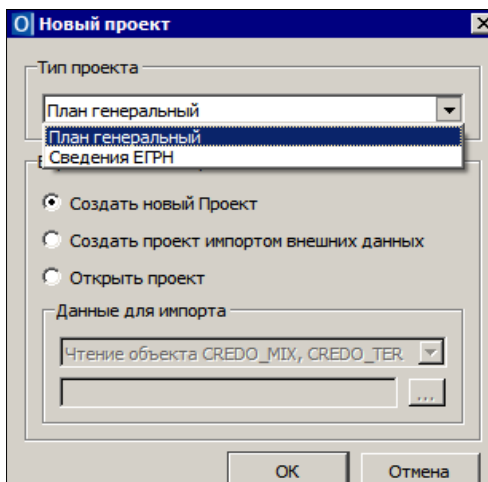 Новый проект
Тип проекта
План генеральный
План генеральный
Сведения ЕГРН
Создать новый Проект
Создать проект импортом внешних данных
Открыть проект
Данные для импорта
Чтение объекта CREDO_MIX, CREDO_TER
...
ОК
Отмена